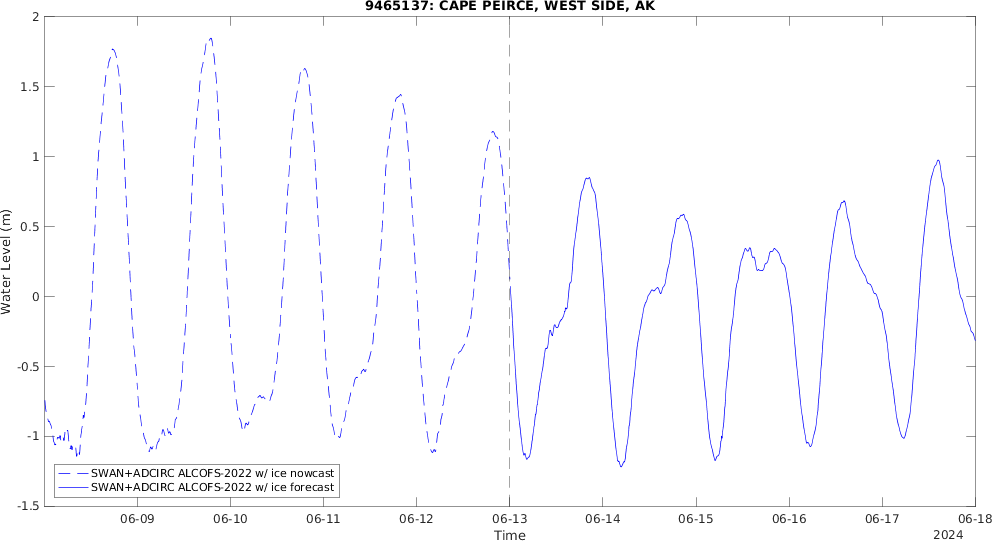 9465137: CAPE PEIRCE, WEST SIDE, AK
Water Level (m)
2
1.5
1
0.5
0
-0.5
-1
-1.5
SWAN+ADCIRC ALCOFS-2022 w/ ice nowcast
SWAN+ADCIRC ALCOFS-2022 w/ ice forecast
06-09 06-10 06-11 06-12 06-13 06-14 06-15 06-16 06-17 06-18
Time
2024